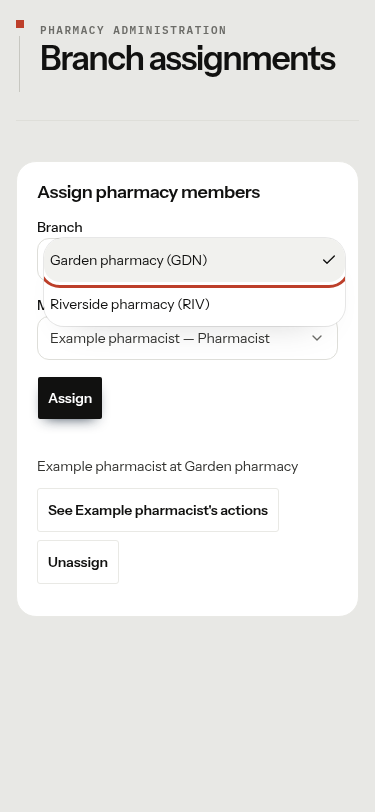 PHARMACY ADMINISTRATION
Branch assignments
Assign pharmacy members
Branch
Garden pharmacy (GDN)
Riverside pharmacy (RIV)
Example pharmacist — Pharmacist
Assign
Example pharmacist at Garden pharmacy
See Example pharmacist's actions
Unassign